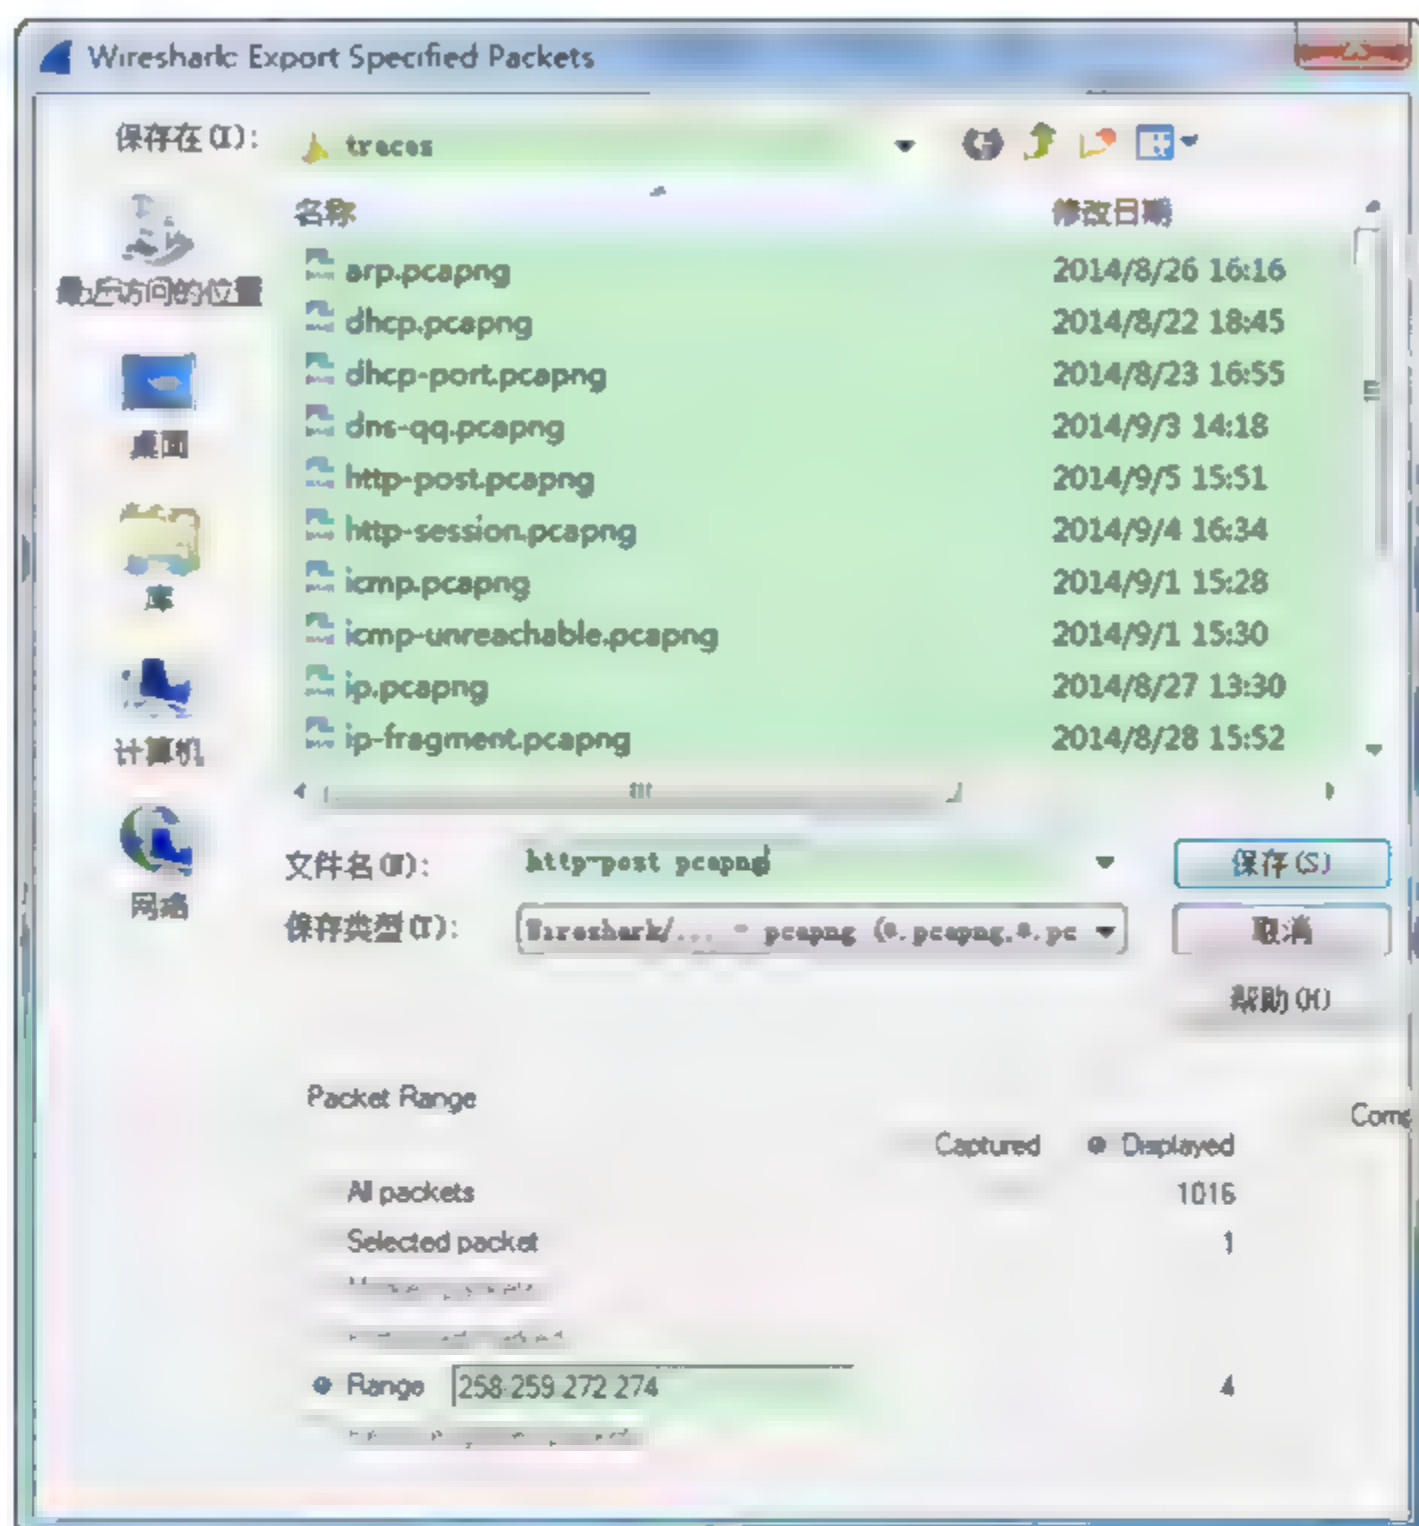 Wireshark: Export Specified Packets
保存在(I):
traces
名称 修改日期
最近访问的位置
arp.pcapng 2014/8/26 16:16
dhcp.pcapng 2014/8/22 18:45
dhcp-port.pcapng 2014/8/23 16:55
dns-qq.pcapng 2014/9/3 14:18
桌面
http-post.pcapng 2014/9/5 15:51
http-session.pcapng 2014/9/4 16:34
icmp.pcapng 2014/9/1 15:28
库
icmp-unreachable.pcapng 2014/9/1 15:30
ip.pcapng 2014/8/27 13:30
ip-fragment.pcapng 2014/8/28 15:52
计算机
文件名(N): http-post pcapng 保存(S)
网络
保存类型(T): Wireshark/... - pcapng (*.pcapng,*.pc 取消
帮助(H)
Packet Range
Captured Displayed
All packets 1016
Selected packet 1
Range 258 259 272 274 4